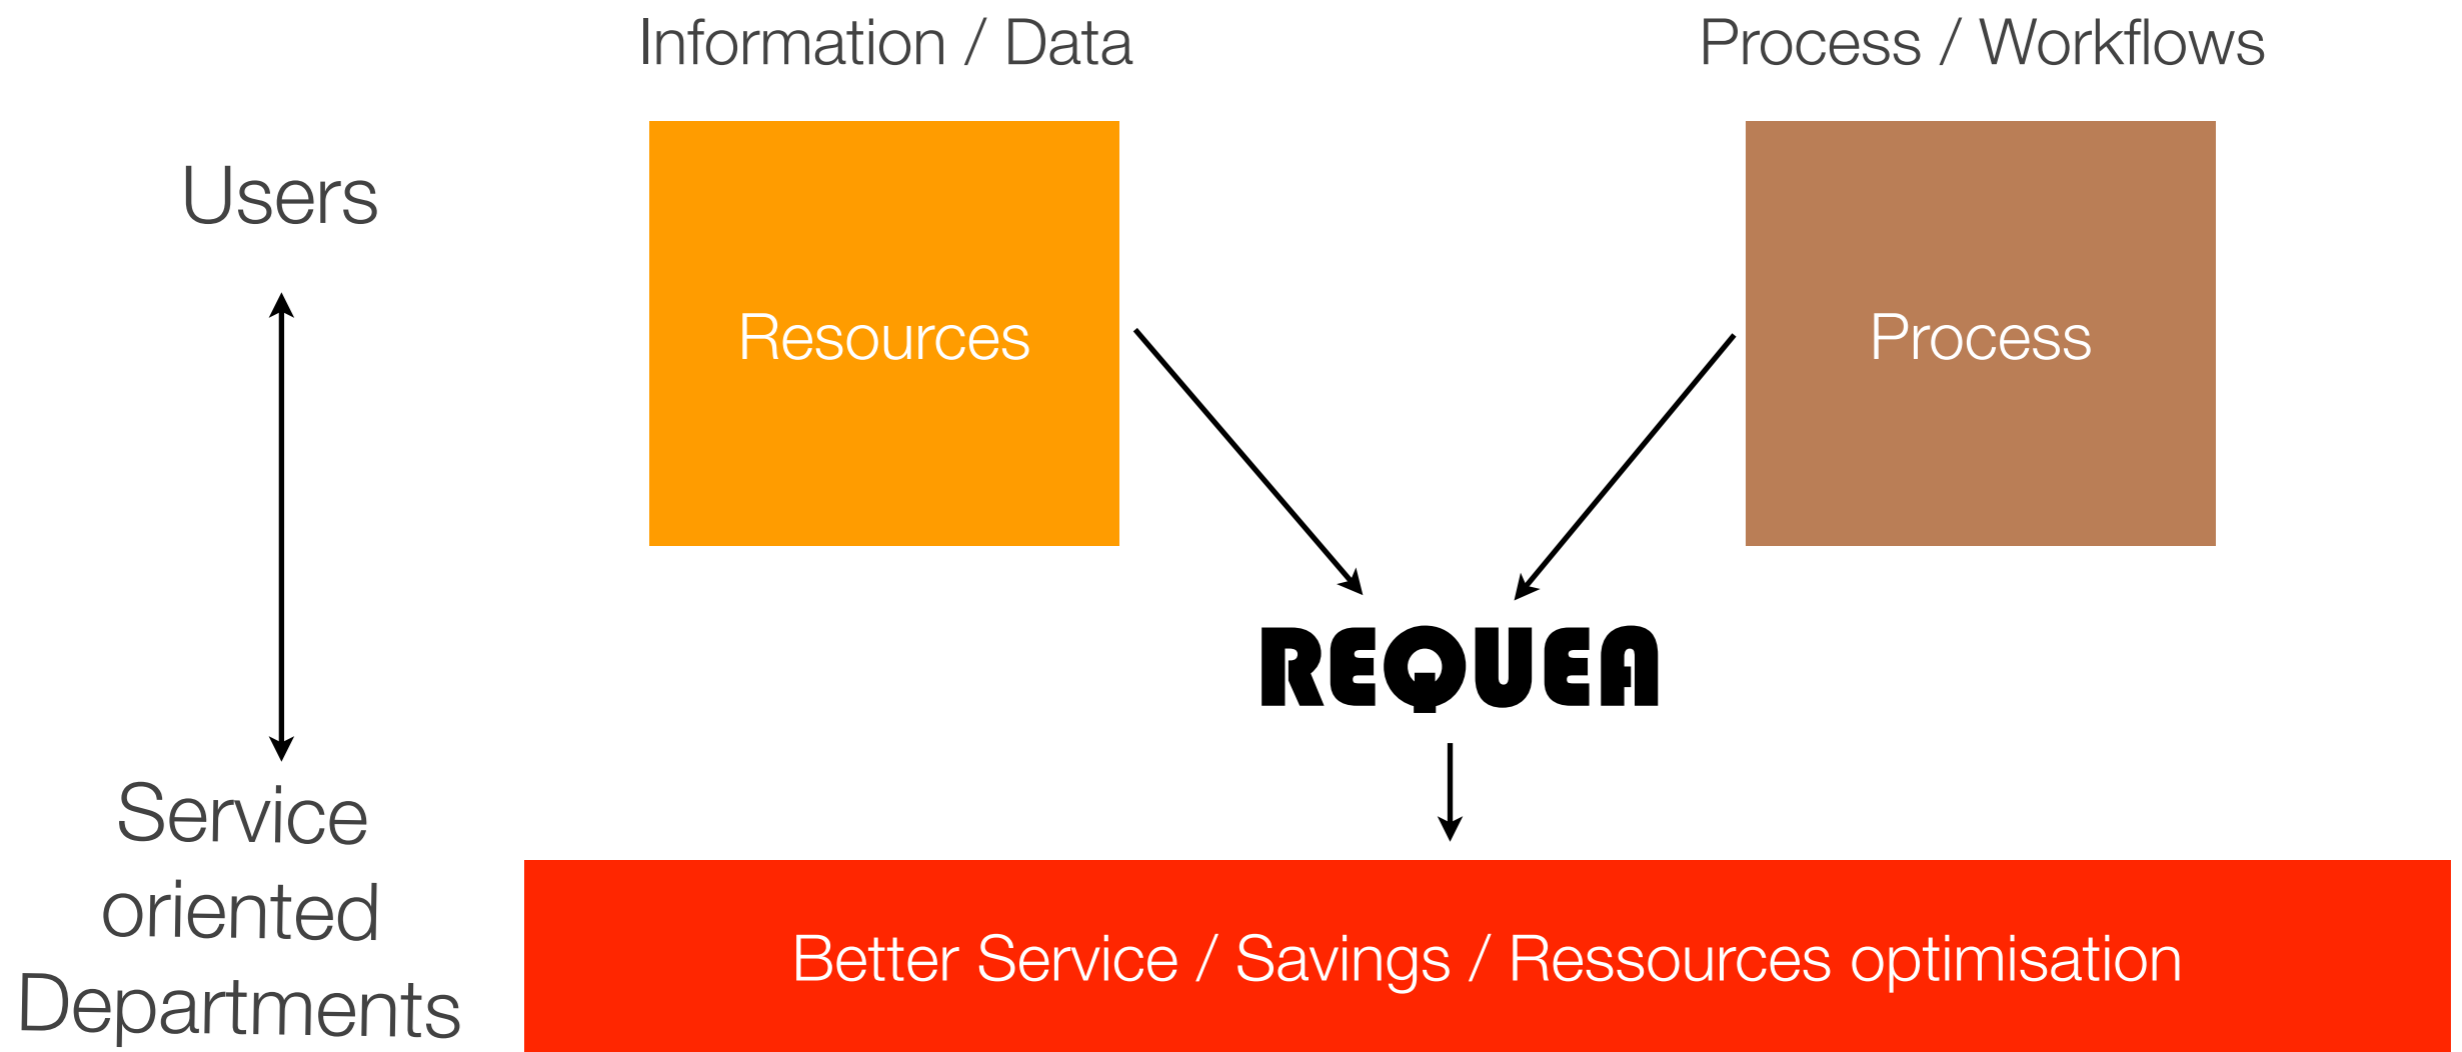 Information / Data
Process / Workflows
Users
Resources
Process
REQUEA
Service
oriented
Departments
Better Service / Savings / Ressources optimisation